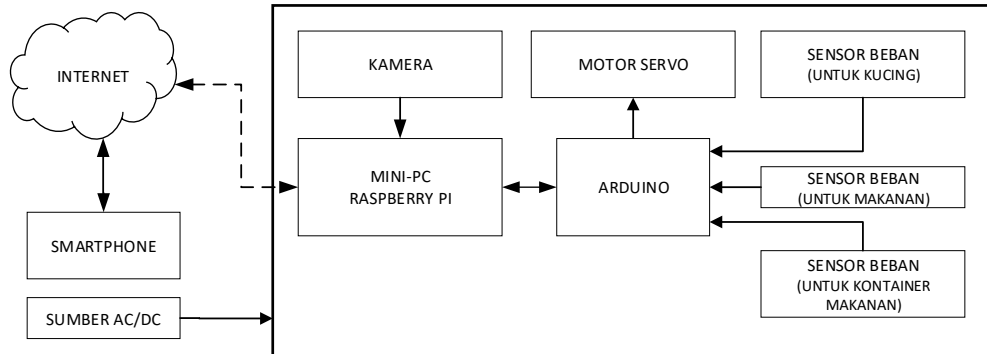 INTERNET
SMARTPHONE
SUMBER AC/DC
KAMERA
MINI-PC
RASPBERRY PI
MOTOR SERVO
ARDUINO
SENSOR BEBAN
(UNTUK KUCING)
SENSOR BEBAN
(UNTUK MAKANAN)
SENSOR BEBAN
(UNTUK KONTAINER
MAKANAN)